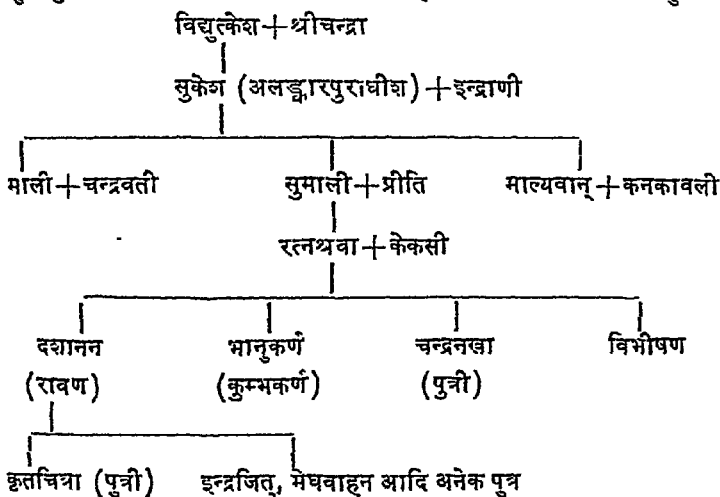 विद्युत्केश+श्रीचन्द्रा
सुकेश (अलङ्कारपुराधीश)+इन्द्राणी
माली+चन्द्रवती सुमाली+प्रीति माल्यवान्+कनकावली
रत्नश्रवा+केकसी
दशानन भानुकर्ण चन्द्रनखा विभीषण
(रावण) (कुम्भकर्ण) (पुत्री)
कृतचित्रा (पुत्री) इन्द्रजित्, मेघवाहन आदि अनेक पुत्र